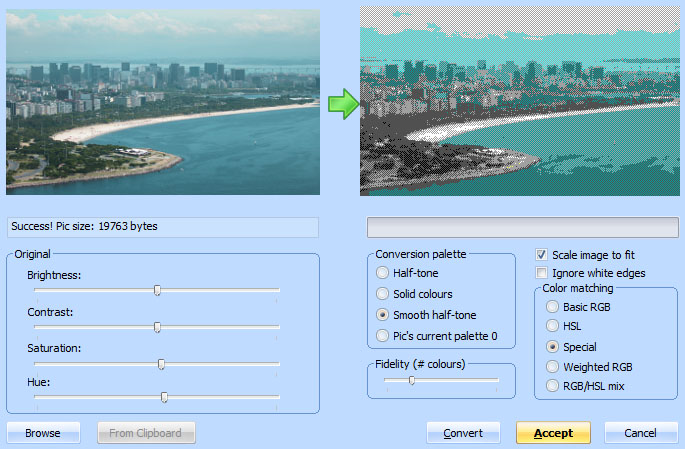 Success! Pic size: 19763 bytes
Original
Brightness:
Contrast:
Saturation:
Hue:
Browse
From Clipboard
Conversion palette
Half-tone
Solid colours
Smooth half-tone
Pic's current palette 0
Fidelity (# colours)
Scale image to fit
Ignore white edges
Color matching
Basic RGB
HSL
Special
Weighted RGB
RGB/HSL mix
Convert
Accept
Cancel